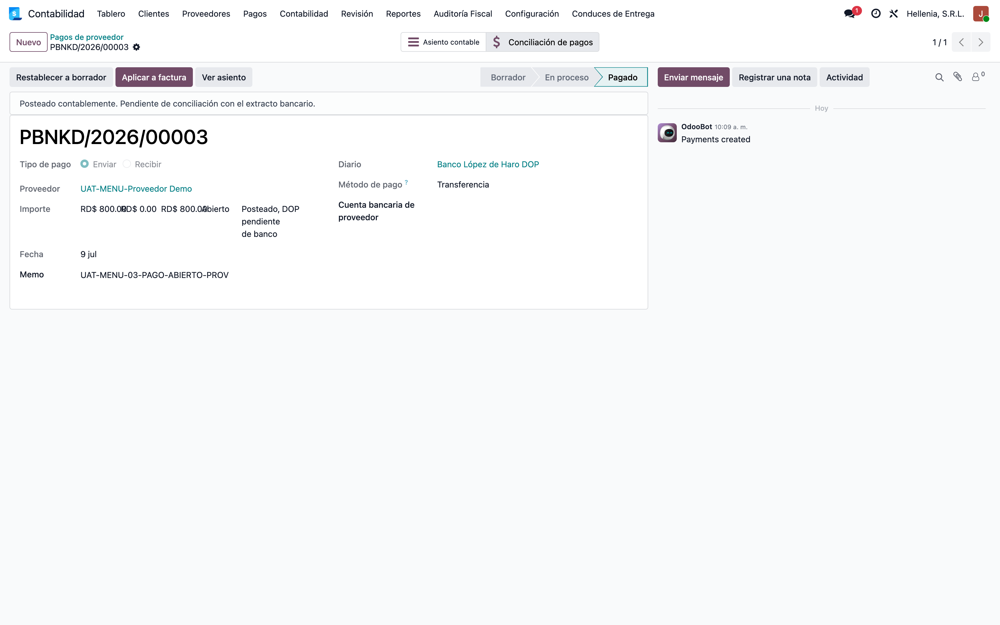 Contabilidad Tablero Clientes Proveedores Pagos Contabilidad Revisión Reportes Auditoría Fiscal Configuración Conduces de Entrega 1 Hellenia, S.R.L. J
Nuevo Pagos de proveedor
PBNKD/2026/00003
Asiento contable $ Conciliación de pagos 1 / 1
Restablecer a borrador Aplicar a factura Ver asiento Borrador En proceso Pagado Enviar mensaje Registrar una nota Actividad 0
Posteado contablemente. Pendiente de conciliación con el extracto bancario.
Hoy
OdooBot 10:09 a. m.
Payments created
PBNKD/2026/00003
Tipo de pago Enviar Recibir
Proveedor UAT-MENU-Proveedor Demo
Importe RD$ 800.00 RD$ 0.00 RD$ 800.00 Abierto Posteado, DOP
pendiente
de banco
Fecha 9 jul
Memo UAT-MENU-03-PAGO-ABIERTO-PROV
Diario Banco López de Haro DOP
Método de pago ? Transferencia
Cuenta bancaria de
proveedor